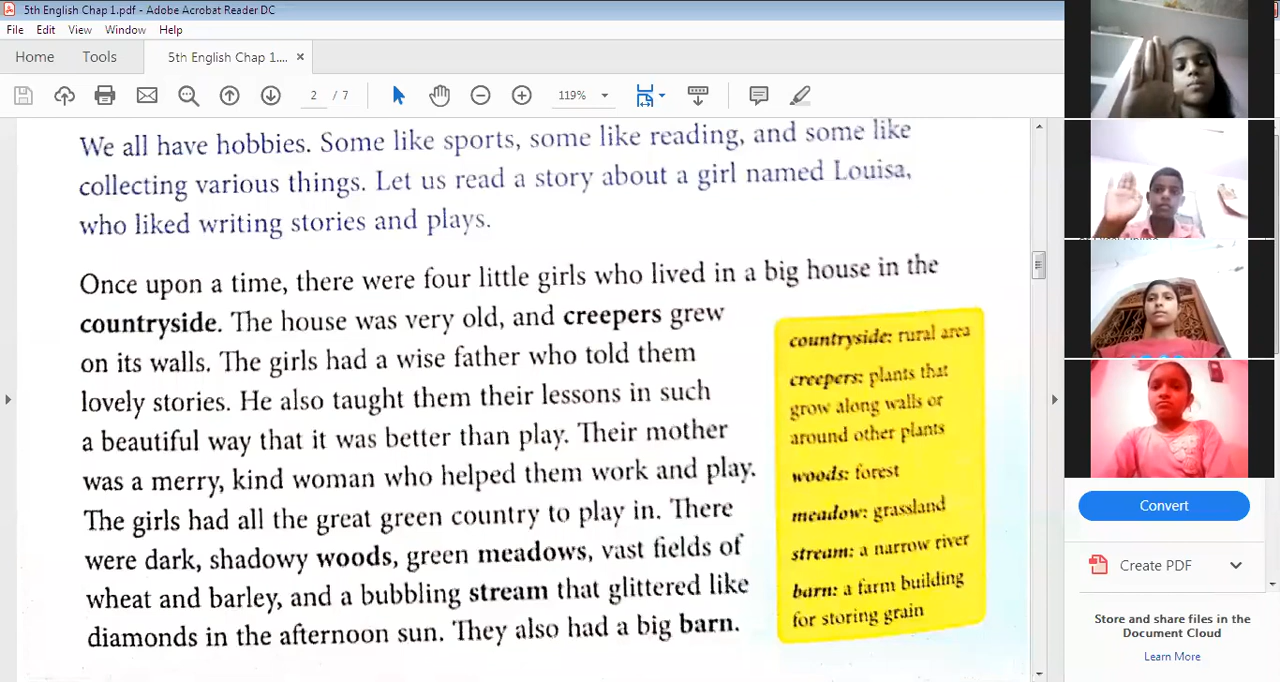 5th English Chap 1.pdf - Adobe Acrobat Reader DC
File Edit View Window Help
Home Tools 5th English Chap 1.... ×
2 / 7 119%
We all have hobbies. Some like sports, some like reading, and some like
collecting various things. Let us read a story about a girl named Louisa,
who liked writing stories and plays.
Once upon a time, there were four little girls who lived in a big house in the
countryside. The house was very old, and creepers grew
on its walls. The girls had a wise father who told them
lovely stories. He also taught them their lessons in such
a beautiful way that it was better than play. Their mother
was a merry, kind woman who helped them work and play.
The girls had all the great green country to play in. There
were dark, shadowy woods, green meadows, vast fields of
wheat and barley, and a bubbling stream that glittered like
diamonds in the afternoon sun. They also had a big barn.
countryside: rural area
creepers: plants that
grow along walls or
around other plants
woods: forest
meadow: grassland
stream: a narrow river
barn: a farm building
for storing grain
Convert
Create PDF
Store and share files in the
Document Cloud
Learn More